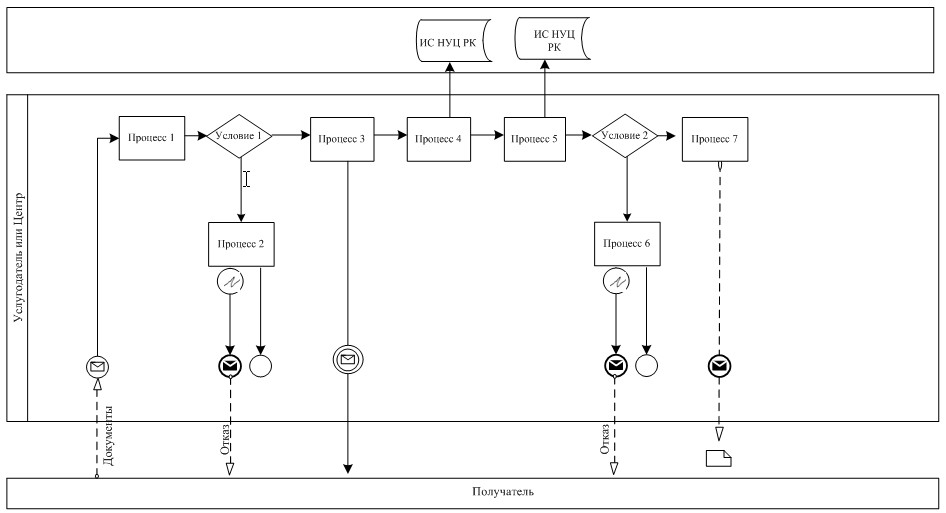 ИС НУЦ РК
ИС НУЦ
РК
Услугодатель или Центр
Процесс 1
Условие 1
Процесс 3
Процесс 4
Процесс 5
Условие 2
Процесс 7
Процесс 2
Процесс 6
Документы
Отказ
Отказ
Получатель